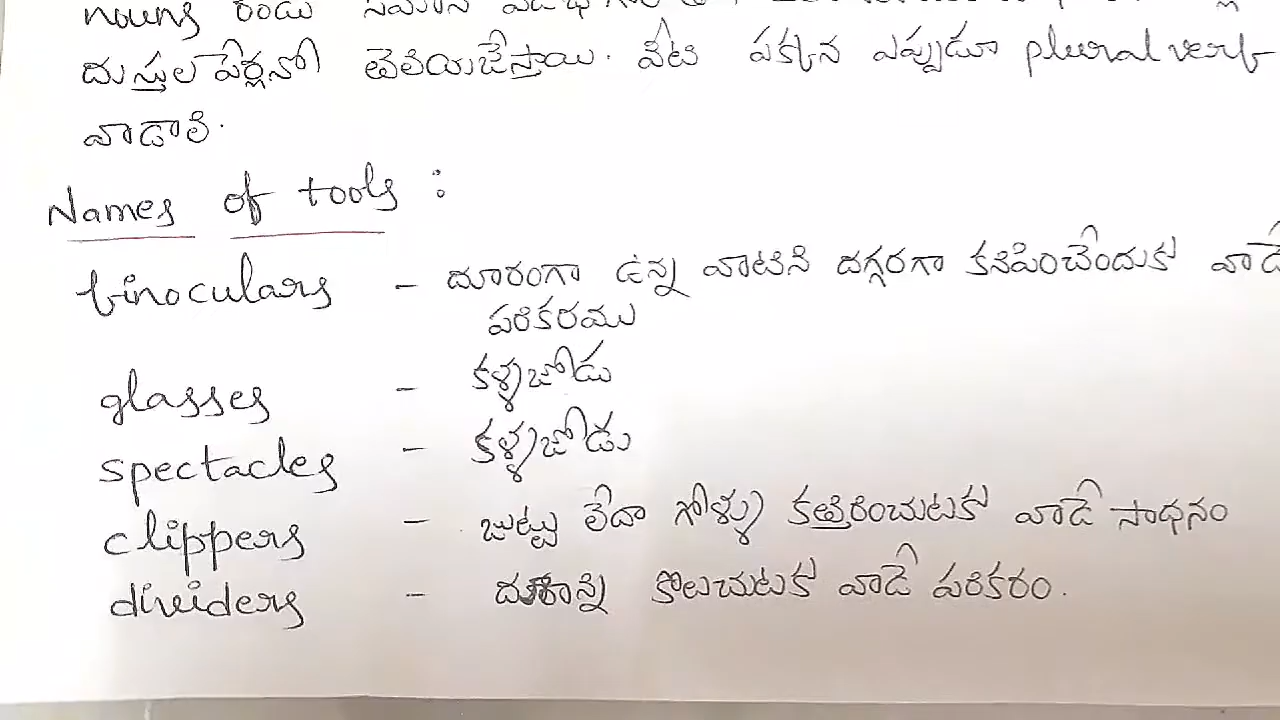 nouns రెండు సమాన
దుస్తుల పేర్లనో తెలియజేస్తాయి. వీటి పక్కన ఎప్పుడూ plural verb
వాడాలి.
Names of tools :
binoculars - దూరంగా ఉన్న వాటిని దగ్గరగా కనిపించేందుకు వాడే
పరికరము
glasses - కళ్ళజోడు
spectacles - కళ్ళజోడు
clippers - జుట్టు లేదా గోళ్ళు కత్తిరించుటకు వాడే సాధనం
dividers - దూరాన్ని కొలుచుటకు వాడే పరికరం.